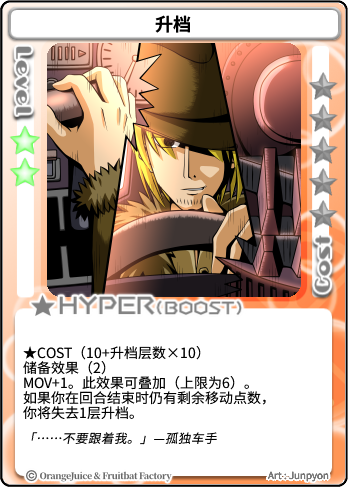 升档
Level
Cost
HYPER(BOOST)
★COST（10+升档层数×10）
储备效果（2）
MOV+1。此效果可叠加（上限为6）。
如果你在回合结束时仍有剩余移动点数，
你将失去1层升档。
「……不要跟着我。」—孤独车手
© OrangeJuice & Fruitbat Factory
Art : Junpyon